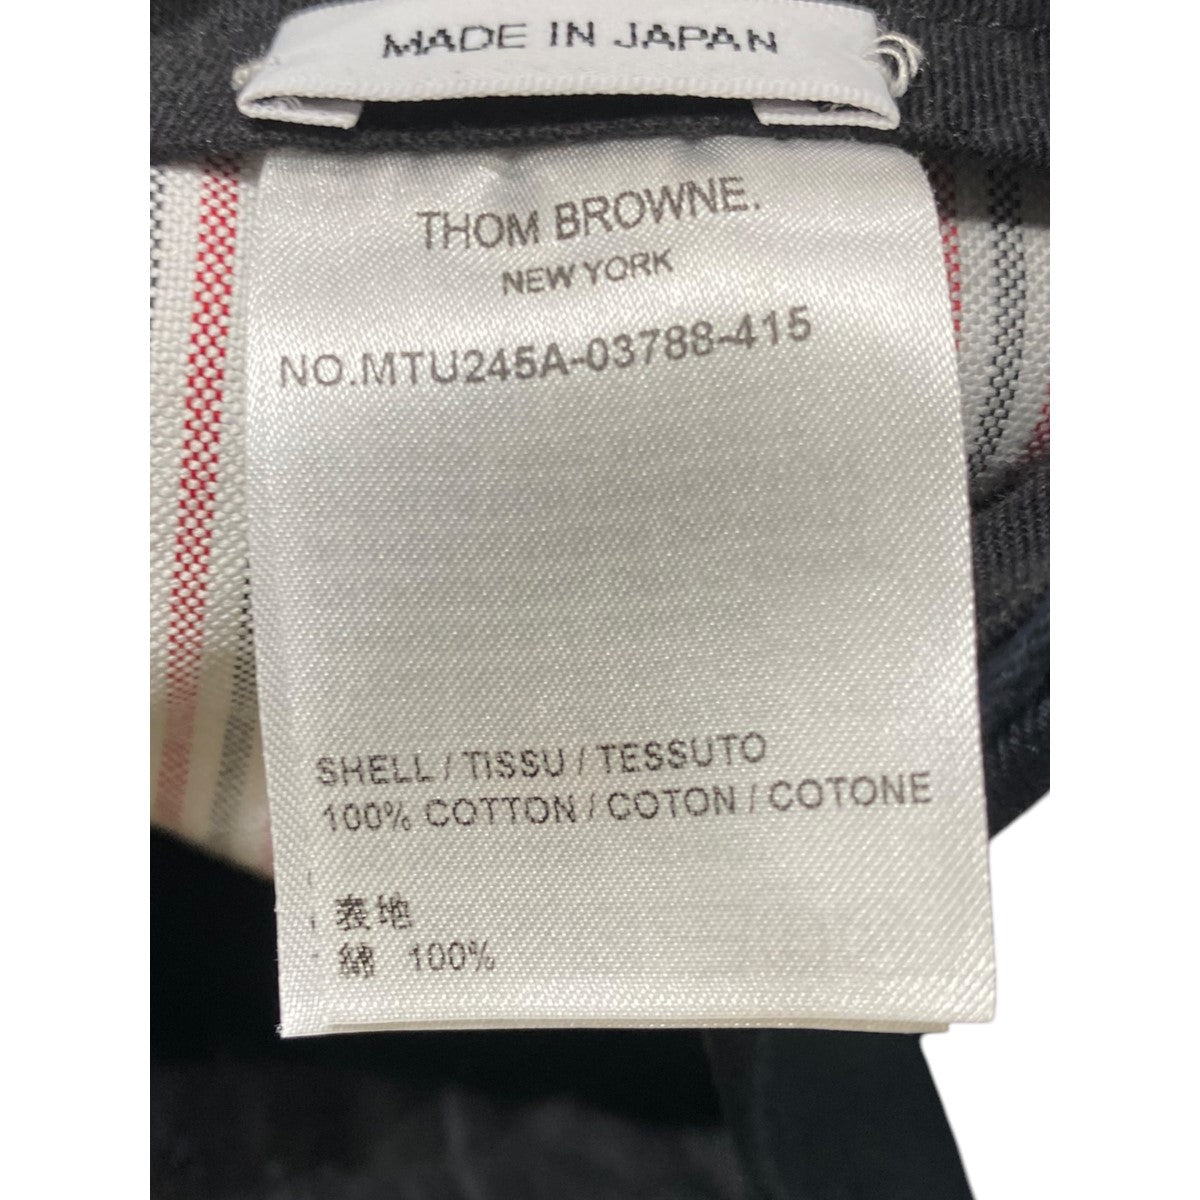 MADE IN JAPAN
THOM BROWNE.
NEW YORK
NO.MTU245A-03788-415
SHELL / TISSU / TESSUTO
100% COTTON / COTON / COTONE
表地
綿 100%